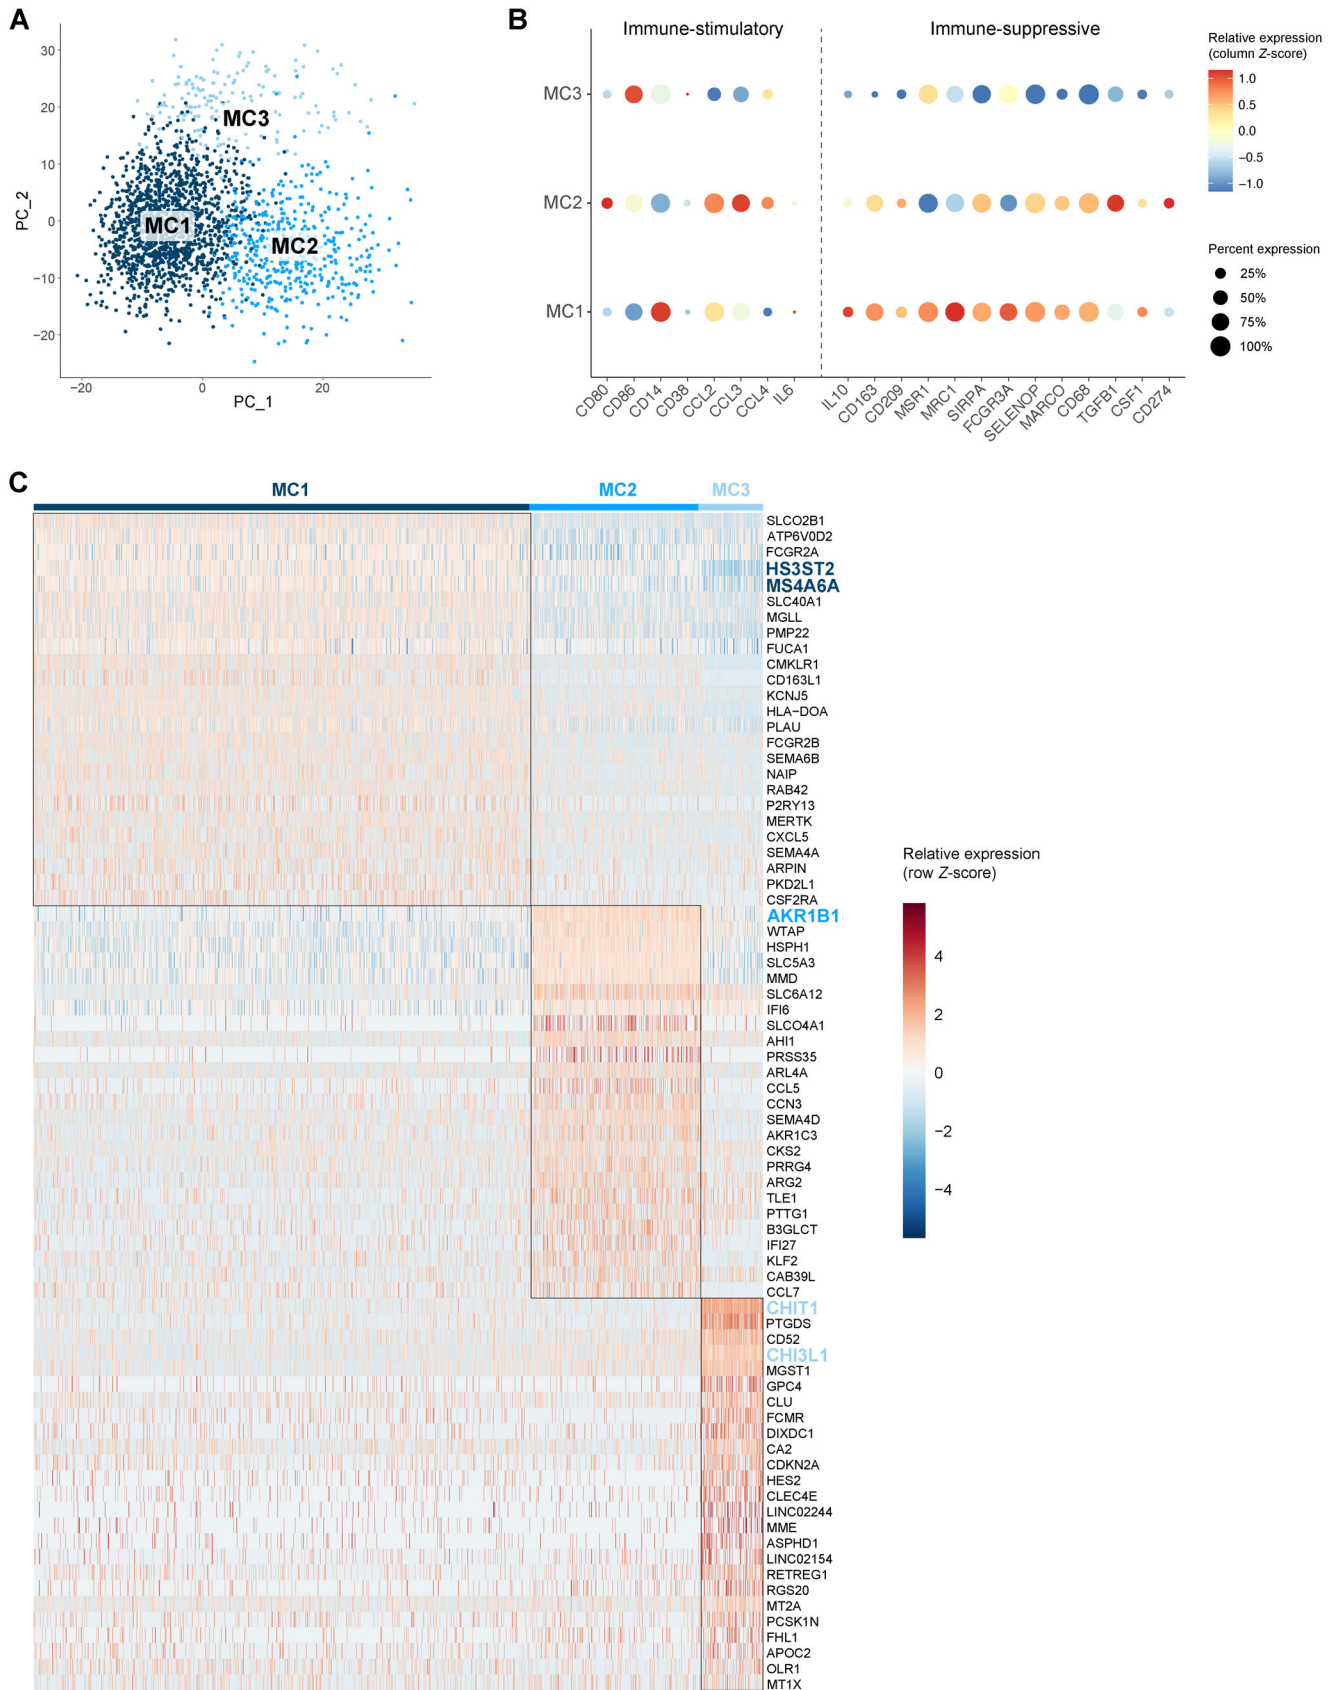 A
30
20
10
0
−10
−20
PC_2
MC3
MC1
MC2
−20
0
20
PC_1
B
Immune-stimulatory
Immune-suppressive
MC3
MC2
MC1
CD80
CD86
CD14
CD38
CCL2
CCL3
CCL4
IL6
IL10
CD163
CD209
MSR1
MRC1
SIRPA
FCGR3A
SELENOP
MARCO
CD68
TGFB1
CSF1
CD274
Relative expression
(column Z-score)
1.0
0.5
0.0
−0.5
−1.0
Percent expression
25%
50%
75%
100%
C
MC1
MC2
MC3
SLCO2B1
ATP6V0D2
FCGR2A
HS3ST2
MS4A6A
SLC40A1
MGLL
PMP22
FUCA1
CMKLR1
CD163L1
KCNJ5
HLA−DOA
PLAU
FCGR2B
SEMA6B
NAIP
RAB42
P2RY13
MERTK
CXCL5
SEMA4A
ARPIN
PKD2L1
CSF2RA
AKR1B1
WTAP
HSPH1
SLC5A3
MMD
SLC6A12
IFI6
SLCO4A1
AHI1
PRSS35
ARL4A
CCL5
CCN3
SEMA4D
AKR1C3
CKS2
PRRG4
ARG2
TLE1
PTTG1
B3GLCT
IFI27
KLF2
CAB39L
CCL7
CHIT1
PTGDS
CD52
CHI3L1
MGST1
GPC4
CLU
FCMR
DIXDC1
CA2
CDKN2A
HES2
CLEC4E
LINC02244
MME
ASPHD1
LINC02154
RETREG1
RGS20
MT2A
PCSK1N
FHL1
APOC2
OLR1
MT1X
Relative expression
(row Z-score)
4
2
0
−2
−4